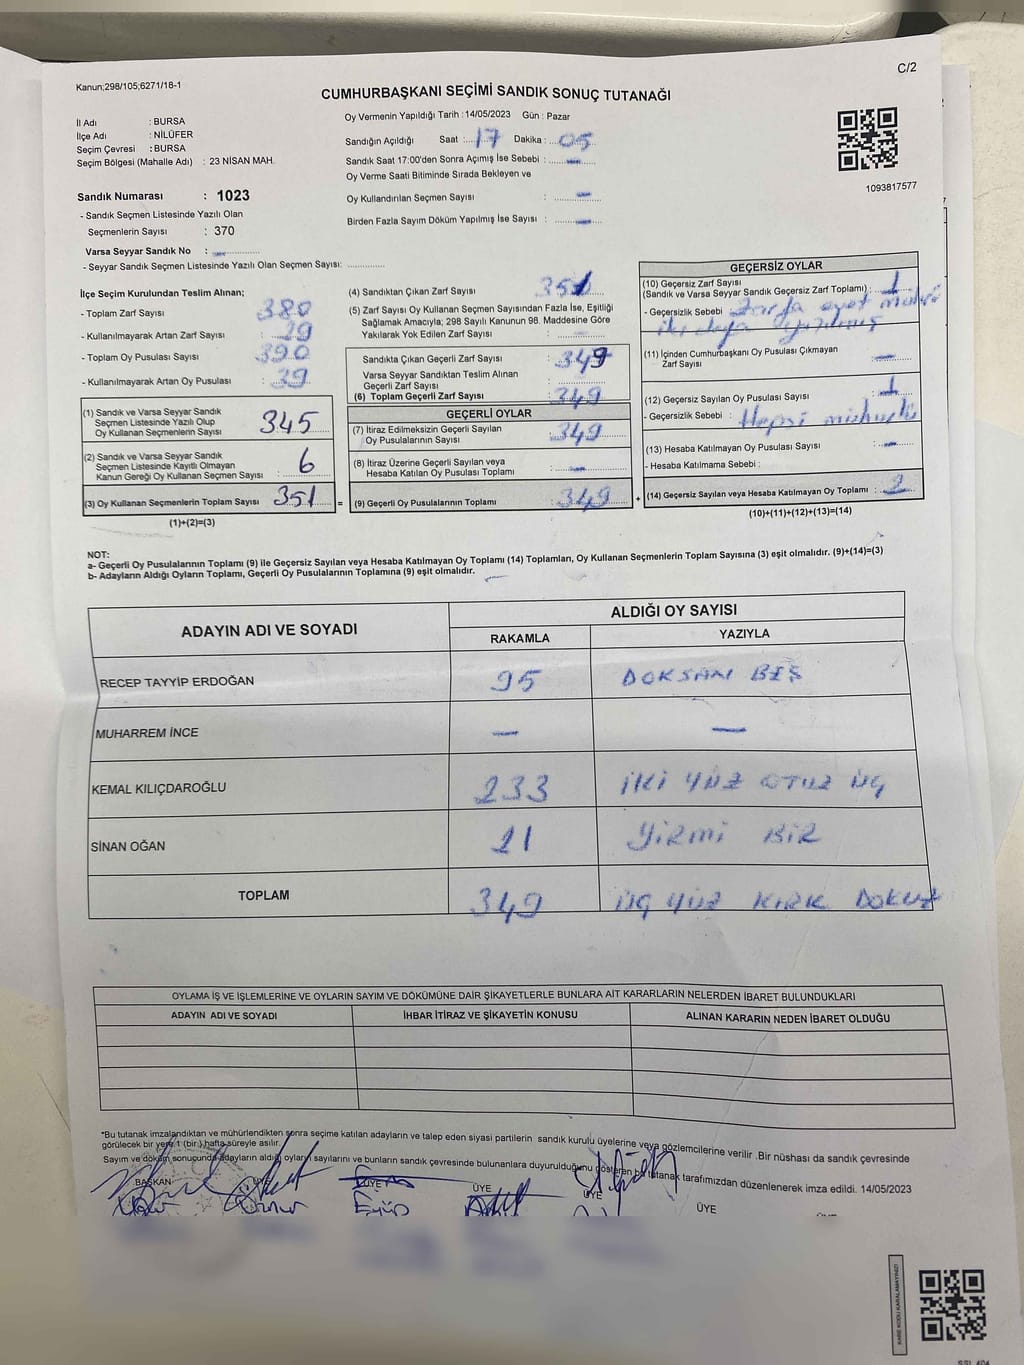 C/2
Kanun;298/105;6271/18-1
CUMHURBAŞKANI SEÇİMİ SANDIK SONUÇ TUTANAĞI
İl Adı : BURSA
İlçe Adı : NİLÜFER
Seçim Çevresi : BURSA
Seçim Bölgesi (Mahalle Adı) : 23 NİSAN MAH.
Sandık Numarası : 1023
- Sandık Seçmen Listesinde Yazılı Olan
Seçmenlerin Sayısı : 370
Varsa Seyyar Sandık No : —
- Seyyar Sandık Seçmen Listesinde Yazılı Olan Seçmen Sayısı: ............
Oy Vermenin Yapıldığı Tarih : 14/05/2023 Gün : Pazar
Sandığın Açıldığı Saat :.. 17 Dakika :.. 05
Sandık Saat 17:00'den Sonra Açımış İse Sebebi : —
Oy Verme Saati Bitiminde Sırada Bekleyen ve
Oy Kullandırılan Seçmen Sayısı : —
Birden Fazla Sayım Döküm Yapılmış İse Sayısı : —
1093817577
İlçe Seçim Kurulundan Teslim Alınan;
- Toplam Zarf Sayısı : 380
- Kullanılmayarak Artan Zarf Sayısı : 29
- Toplam Oy Pusulası Sayısı : 390
- Kullanılmayarak Artan Oy Pusulası : 39
(1) Sandık ve Varsa Seyyar Sandık
Seçmen Listesinde Yazılı Olup
Oy Kullanan Seçmenlerin Sayısı : 345
(2) Sandık ve Varsa Seyyar Sandık
Seçmen Listesinde Kayıtlı Olmayan
Kanun Gereği Oy Kullanan Seçmen Sayısı : 6
(3) Oy Kullanan Seçmenlerin Toplam Sayısı 351 =
(1)+(2)=(3)
(4) Sandıktan Çıkan Zarf Sayısı : 351
(5) Zarf Sayısı Oy Kullanan Seçmen Sayısından Fazla İse, Eşitliği
Sağlamak Amacıyla; 298 Sayılı Kanunun 98. Maddesine Göre
Yakılarak Yok Edilen Zarf Sayısı : —
Sandıkta Çıkan Geçerli Zarf Sayısı : 349
Varsa Seyyar Sandıktan Teslim Alınan
Geçerli Zarf Sayısı :
(6) Toplam Geçerli Zarf Sayısı : 349
GEÇERLİ OYLAR
(7) İtiraz Edilmeksizin Geçerli Sayılan
Oy Pusulalarının Sayısı : 349
(8) İtiraz Üzerine Geçerli Sayılan veya
Hesaba Katılan Oy Pusulası Toplamı : —
(9) Geçerli Oy Pusulalarının Toplamı : 349 +
GEÇERSİZ OYLAR
(10) Geçersiz Zarf Sayısı
(Sandık ve Varsa Seyyar Sandık Geçersiz Zarf Toplamı) : 1
- Geçersizlik Sebebi : Zarfa evet mührü
iki defa
(11) İçinden Cumhurbaşkanı Oy Pusulası Çıkmayan
Zarf Sayısı : —
(12) Geçersiz Sayılan Oy Pusulası Sayısı : 1
- Geçersizlik Sebebi : Hepsi mühürlü
(13) Hesaba Katılmayan Oy Pusulası Sayısı : —
- Hesaba Katılmama Sebebi :
(14) Geçersiz Sayılan veya Hesaba Katılmayan Oy Toplamı : 2
(10)+(11)+(12)+(13)=(14)
NOT:
a- Geçerli Oy Pusulalarının Toplamı (9) ile Geçersiz Sayılan veya Hesaba Katılmayan Oy Toplamı (14) Toplamları, Oy Kullanan Seçmenlerin Toplam Sayısına (3) eşit olmalıdır. (9)+(14)=(3)
b- Adayların Aldığı Oyların Toplamı, Geçerli Oy Pusulalarının Toplamına (9) eşit olmalıdır.
ADAYIN ADI VE SOYADI ALDIĞI OY SAYISI
RAKAMLA YAZIYLA
RECEP TAYYİP ERDOĞAN 95 DOKSAN BEŞ
MUHARREM İNCE — —
KEMAL KILIÇDAROĞLU 233 İKİ YÜZ OTUZ ÜÇ
SİNAN OĞAN 21 YİRMİ BİR
TOPLAM 349 ÜÇ YÜZ KIRK DOKUZ
OYLAMA İŞ VE İŞLEMLERİNE VE OYLARIN SAYIM VE DÖKÜMÜNE DAİR ŞİKAYETLERLE BUNLARA AİT KARARLARIN NELERDEN İBARET BULUNDUKLARI
ADAYIN ADI VE SOYADI İHBAR İTİRAZ VE ŞİKAYETİN KONUSU ALINAN KARARIN NEDEN İBARET OLDUĞU
*Bu tutanak imzalandıktan ve mühürlendikten sonra seçime katılan adayların ve talep eden siyasi partilerin sandık kurulu üyelerine veya gözlemcilerine verilir .Bir nüshası da sandık çevresinde
görülecek bir yere 1 (bir) hafta süreyle asılır.
Sayım ve döküm sonucunda adayların aldığı oyların sayılarını ve bunların sandık çevresinde bulunanlara duyurulduğunu gösteren bu tutanak tarafımızdan düzenlenerek imza edildi. 14/05/2023
BAŞKAN ÜYE ÜYE ÜYE ÜYE ÜYE
Uğur Öznur Eyüp
KARE KODU KARALAMAYINIZ!